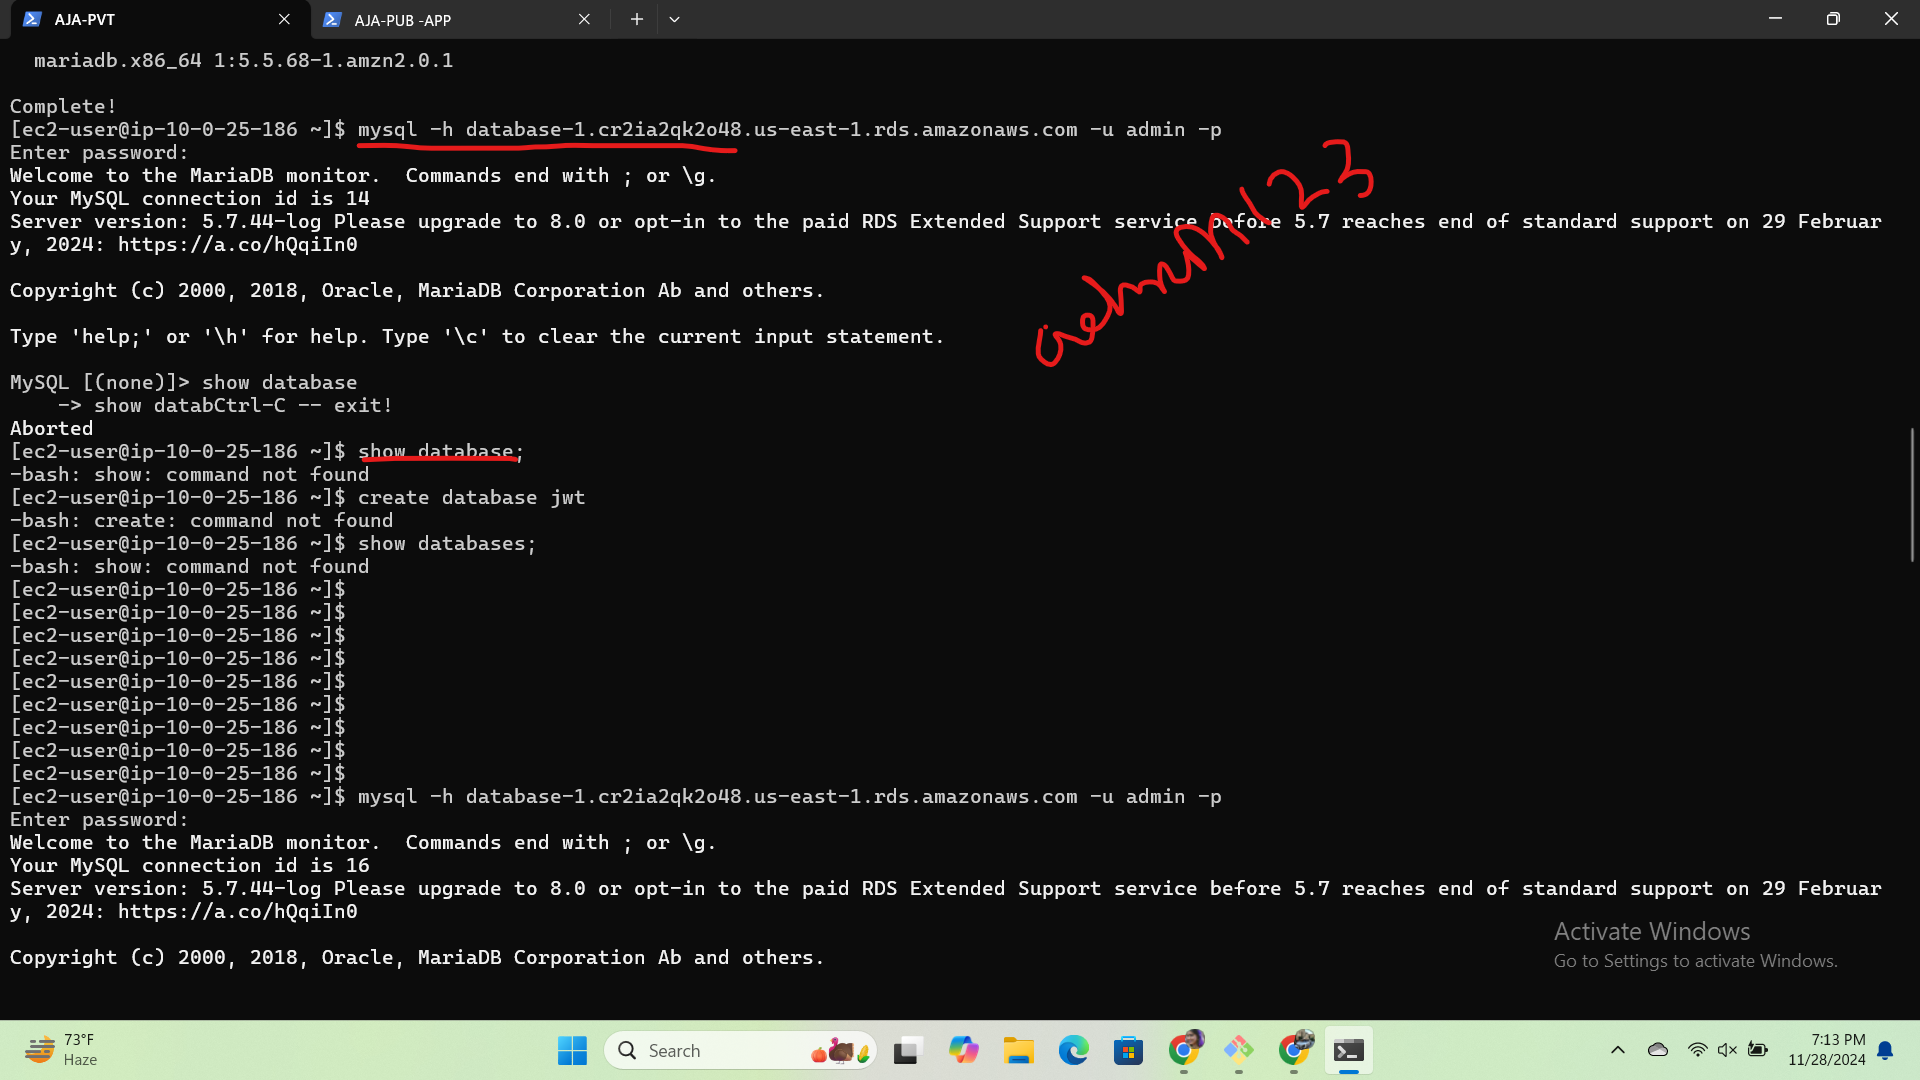 AJA-PVT
AJA-PUB -APP
mariadb.x86_64 1:5.5.68-1.amzn2.0.1
Complete!
[ec2-user@ip-10-0-25-186 ~]$ mysql -h database-1.cr2ia2qk2o48.us-east-1.rds.amazonaws.com -u admin -p
Enter password:
Welcome to the MariaDB monitor.  Commands end with ; or \g.
Your MySQL connection id is 14
Server version: 5.7.44-log Please upgrade to 8.0 or opt-in to the paid RDS Extended Support service before 5.7 reaches end of standard support on 29 Februar
y, 2024: https://a.co/hQqiIn0
Copyright (c) 2000, 2018, Oracle, MariaDB Corporation Ab and others.
Type 'help;' or '\h' for help. Type '\c' to clear the current input statement.
MySQL [(none)]> show database
    -> show databCtrl-C -- exit!
Aborted
[ec2-user@ip-10-0-25-186 ~]$ show database;
-bash: show: command not found
[ec2-user@ip-10-0-25-186 ~]$ create database jwt
-bash: create: command not found
[ec2-user@ip-10-0-25-186 ~]$ show databases;
-bash: show: command not found
[ec2-user@ip-10-0-25-186 ~]$
[ec2-user@ip-10-0-25-186 ~]$
[ec2-user@ip-10-0-25-186 ~]$
[ec2-user@ip-10-0-25-186 ~]$
[ec2-user@ip-10-0-25-186 ~]$
[ec2-user@ip-10-0-25-186 ~]$
[ec2-user@ip-10-0-25-186 ~]$
[ec2-user@ip-10-0-25-186 ~]$
[ec2-user@ip-10-0-25-186 ~]$
[ec2-user@ip-10-0-25-186 ~]$ mysql -h database-1.cr2ia2qk2o48.us-east-1.rds.amazonaws.com -u admin -p
Enter password:
Welcome to the MariaDB monitor.  Commands end with ; or \g.
Your MySQL connection id is 16
Server version: 5.7.44-log Please upgrade to 8.0 or opt-in to the paid RDS Extended Support service before 5.7 reaches end of standard support on 29 Februar
y, 2024: https://a.co/hQqiIn0
Copyright (c) 2000, 2018, Oracle, MariaDB Corporation Ab and others.
Activate Windows
Go to Settings to activate Windows.
73°F
Haze
Search
7:13 PM
11/28/2024